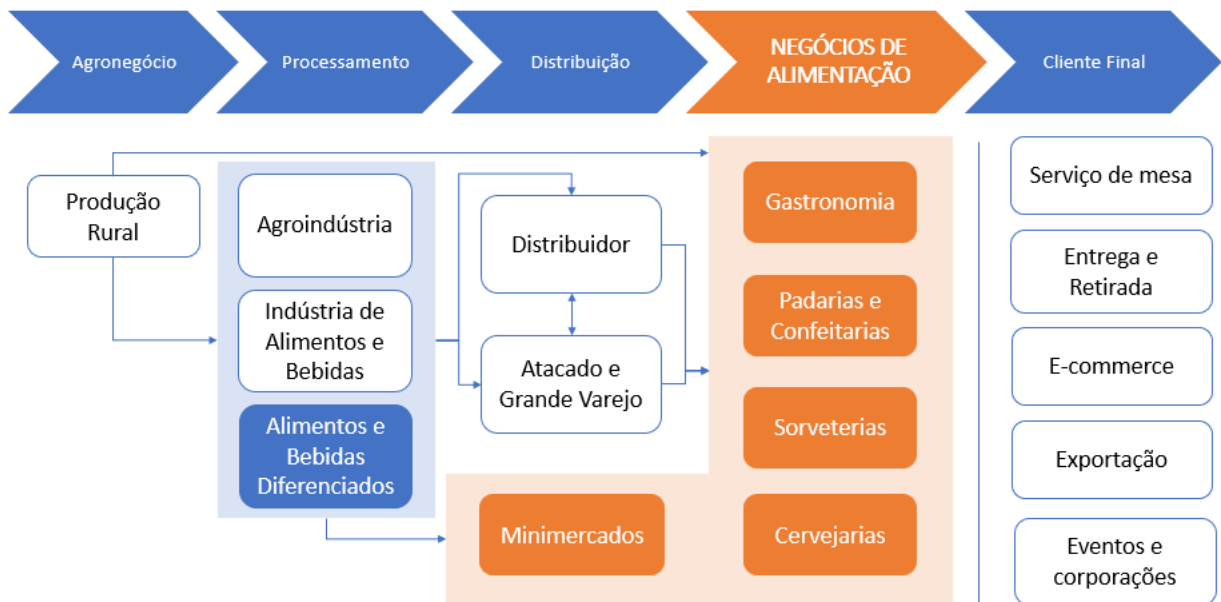 Agronegócio
Processamento
Distribuição
NEGÓCIOS DE
ALIMENTAÇÃO
Cliente Final
Produção
Rural
Agroindústria
Indústria de
Alimentos e
Bebidas
Alimentos e
Bebidas
Diferenciados
Distribuidor
Atacado e
Grande Varejo
Minimercados
Gastronomia
Padarias e
Confeitarias
Sorveterias
Cervejarias
Serviço de mesa
Entrega e
Retirada
E-commerce
Exportação
Eventos e
corporações